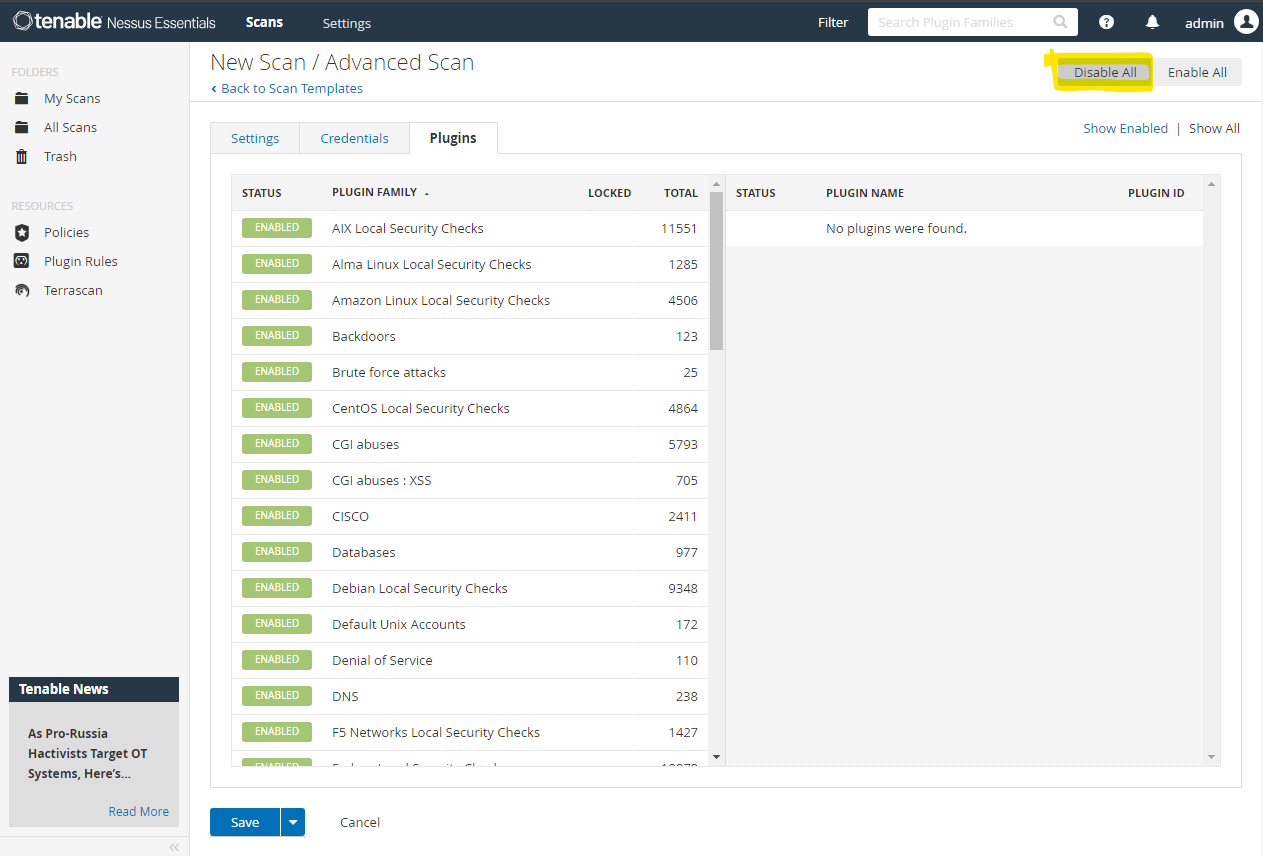 tenable Nessus Essentials Scans Settings Filter Search Plugin Families admin
New Scan / Advanced Scan
Back to Scan Templates
Disable All Enable All
FOLDERS
My Scans
All Scans
Trash
RESOURCES
Policies
Plugin Rules
Terrascan
Settings Credentials Plugins
Show Enabled | Show All
STATUS PLUGIN FAMILY LOCKED TOTAL
ENABLED AIX Local Security Checks 11551
ENABLED Alma Linux Local Security Checks 1285
ENABLED Amazon Linux Local Security Checks 4506
ENABLED Backdoors 123
ENABLED Brute force attacks 25
ENABLED CentOS Local Security Checks 4864
ENABLED CGI abuses 5793
ENABLED CGI abuses : XSS 705
ENABLED CISCO 2411
ENABLED Databases 977
ENABLED Debian Local Security Checks 9348
ENABLED Default Unix Accounts 172
ENABLED Denial of Service 110
ENABLED DNS 238
ENABLED F5 Networks Local Security Checks 1427
ENABLED
STATUS PLUGIN NAME PLUGIN ID
No plugins were found.
Tenable News
As Pro-Russia
Hactivists Target OT
Systems, Here's...
Read More
Save Cancel